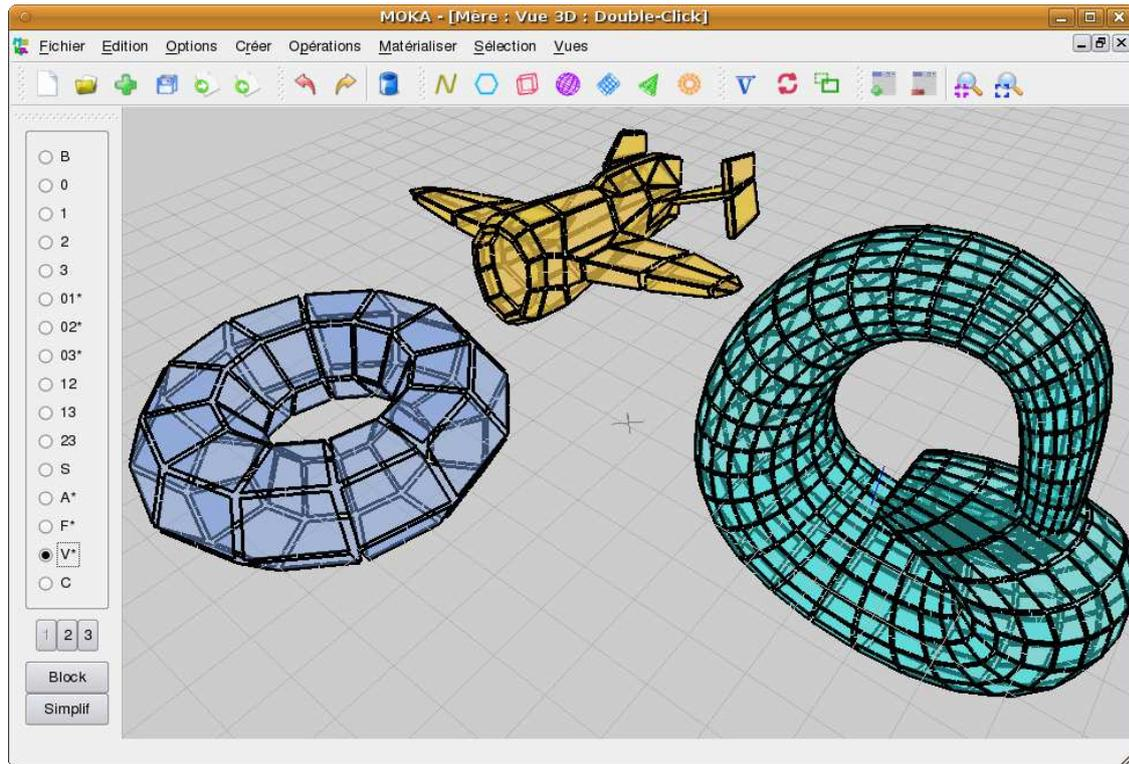 MOKA - [Mère : Vue 3D : Double-Click]
Fichier Edition Options Créer Opérations Matérialiser Sélection Vues
V
B
0
1
2
3
01*
02*
03*
12
13
23
S
A*
F*
V*
C
1 2 3
Block
Simplif